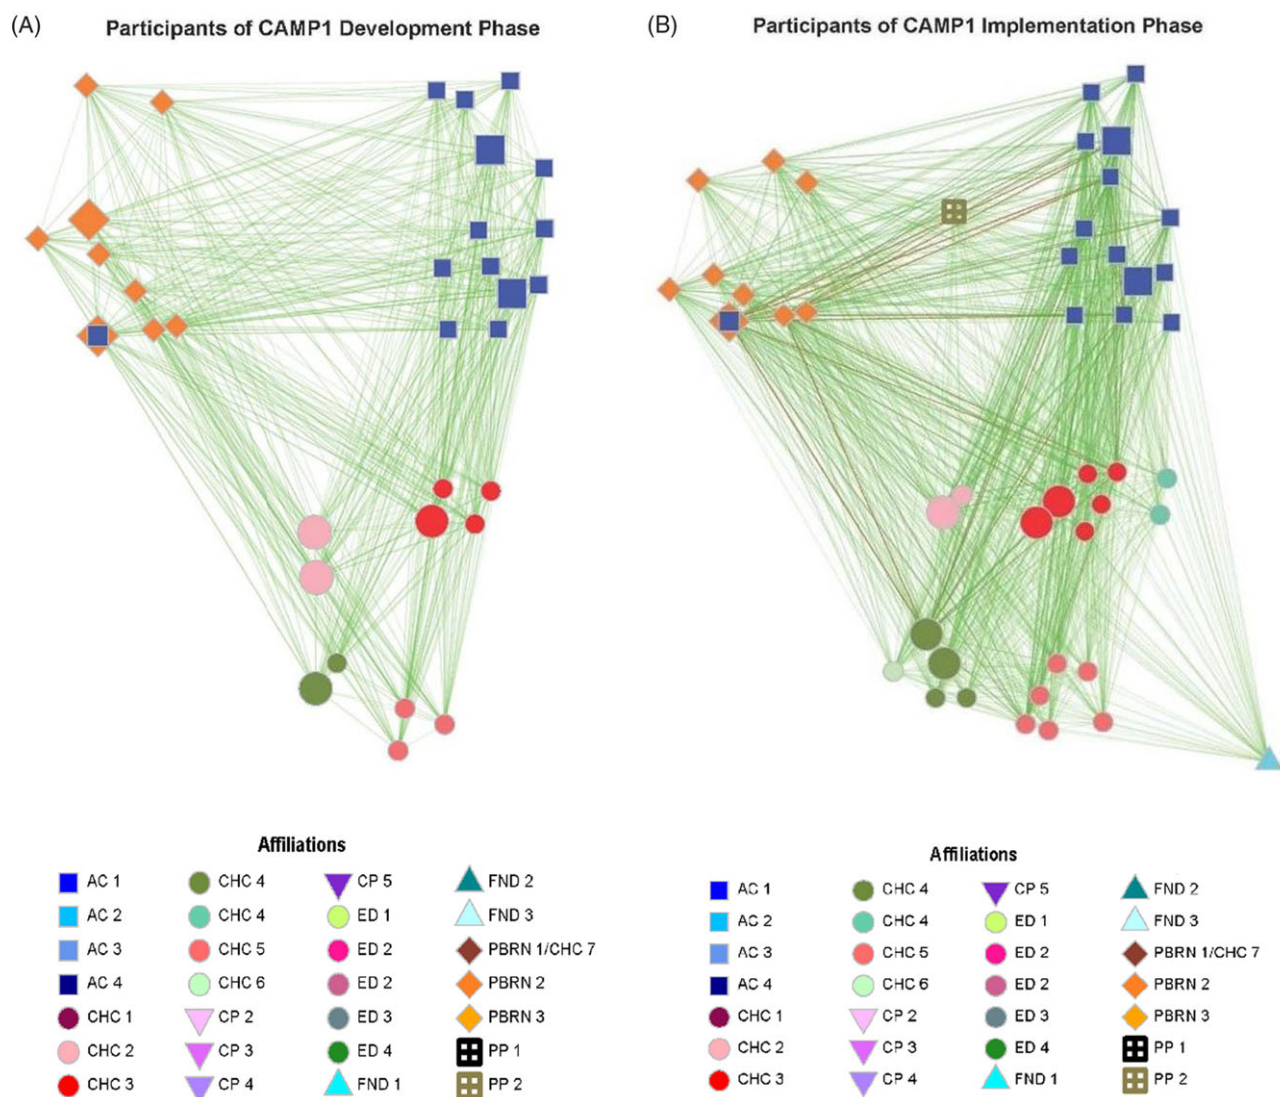 (A) Participants of CAMP1 Development Phase
(B) Participants of CAMP1 Implementation Phase
Affiliations
AC 1 CHC 4 CP 5 FND 2
AC 2 CHC 4 ED 1 FND 3
AC 3 CHC 5 ED 2 PBRN 1/CHC 7
AC 4 CHC 6 ED 2 PBRN 2
CHC 1 CP 2 ED 3 PBRN 3
CHC 2 CP 3 ED 4 PP 1
CHC 3 CP 4 FND 1 PP 2
Affiliations
AC 1 CHC 4 CP 5 FND 2
AC 2 CHC 4 ED 1 FND 3
AC 3 CHC 5 ED 2 PBRN 1/CHC 7
AC 4 CHC 6 ED 2 PBRN 2
CHC 1 CP 2 ED 3 PBRN 3
CHC 2 CP 3 ED 4 PP 1
CHC 3 CP 4 FND 1 PP 2